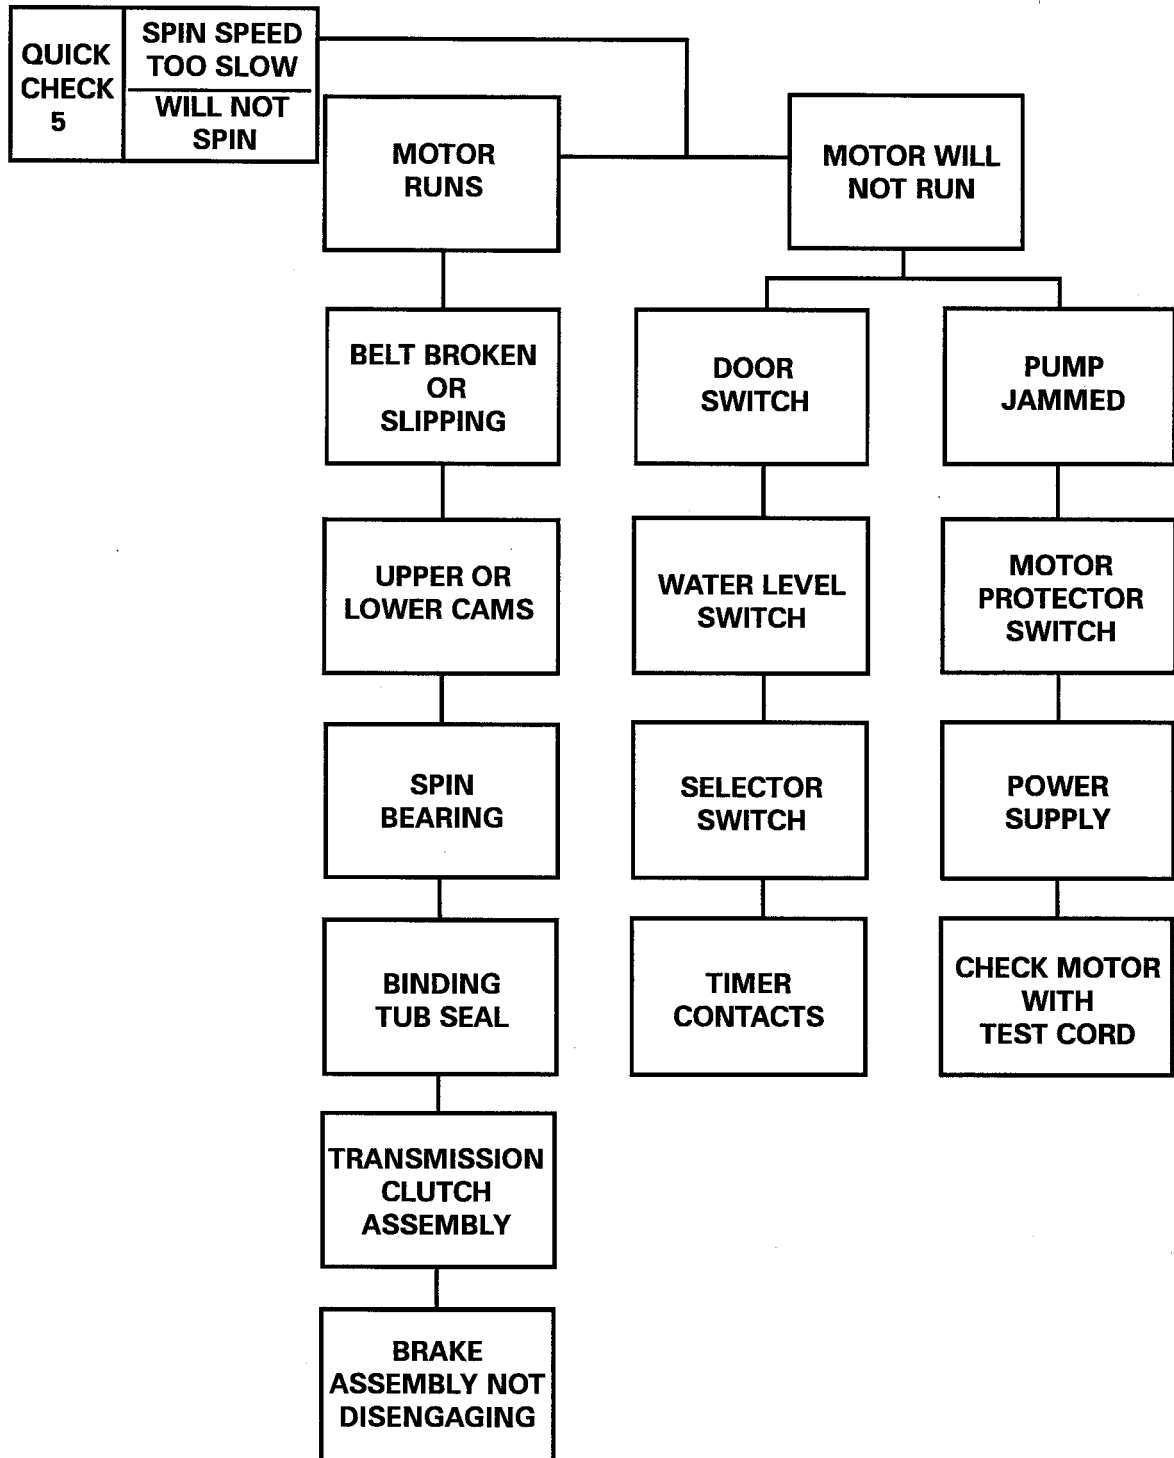 QUICK
CHECK
5
SPIN SPEED
TOO SLOW
WILL NOT
SPIN
MOTOR
RUNS
MOTOR WILL
NOT RUN
BELT BROKEN
OR
SLIPPING
DOOR
SWITCH
PUMP
JAMMED
UPPER OR
LOWER CAMS
WATER LEVEL
SWITCH
MOTOR
PROTECTOR
SWITCH
SPIN
BEARING
SELECTOR
SWITCH
POWER
SUPPLY
BINDING
TUB SEAL
TIMER
CONTACTS
CHECK MOTOR
WITH
TEST CORD
TRANSMISSION
CLUTCH
ASSEMBLY
BRAKE
ASSEMBLY NOT
DISENGAGING